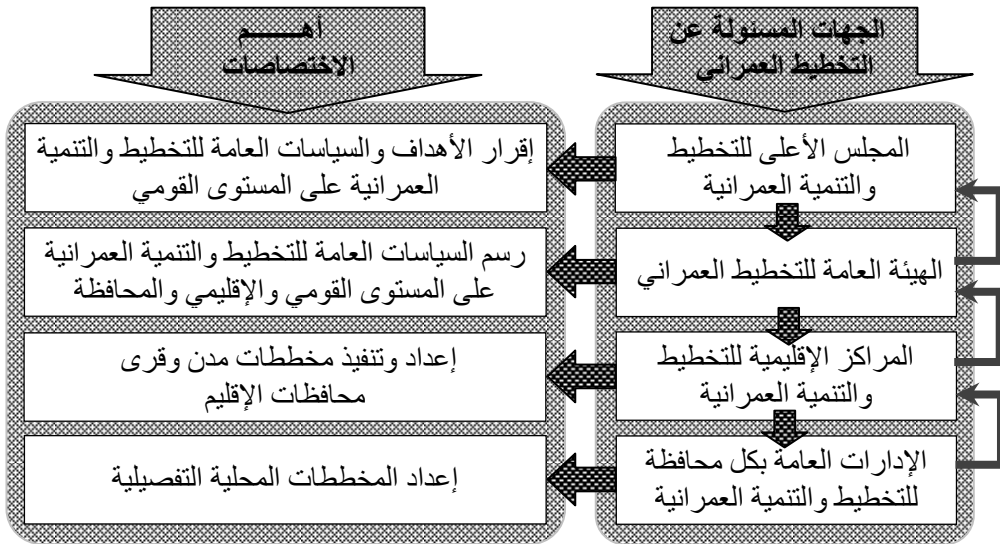 الجهات المسئولة عن
التخطيط العمراني
أهـــــــم
الاختصاصات
المجلس الأعلى للتخطيط
والتنمية العمرانية
إقرار الأهداف والسياسات العامة للتخطيط والتنمية
العمرانية على المستوى القومي
الهيئة العامة للتخطيط العمراني
رسم السياسات العامة للتخطيط والتنمية العمرانية
على المستوى القومي والإقليمي والمحافظة
المراكز الإقليمية للتخطيط
والتنمية العمرانية
إعداد وتنفيذ مخططات مدن وقرى
محافظات الإقليم
الإدارات العامة بكل محافظة
للتخطيط والتنمية العمرانية
إعداد المخططات المحلية التفصيلية